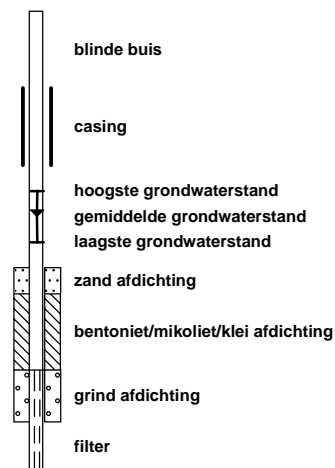 blinde buis
casing
hoogste grondwaterstand
gemiddelde grondwaterstand
laagste grondwaterstand
zand afdichting
bentoniet/mikoliet/klei afdichting
grind afdichting
filter